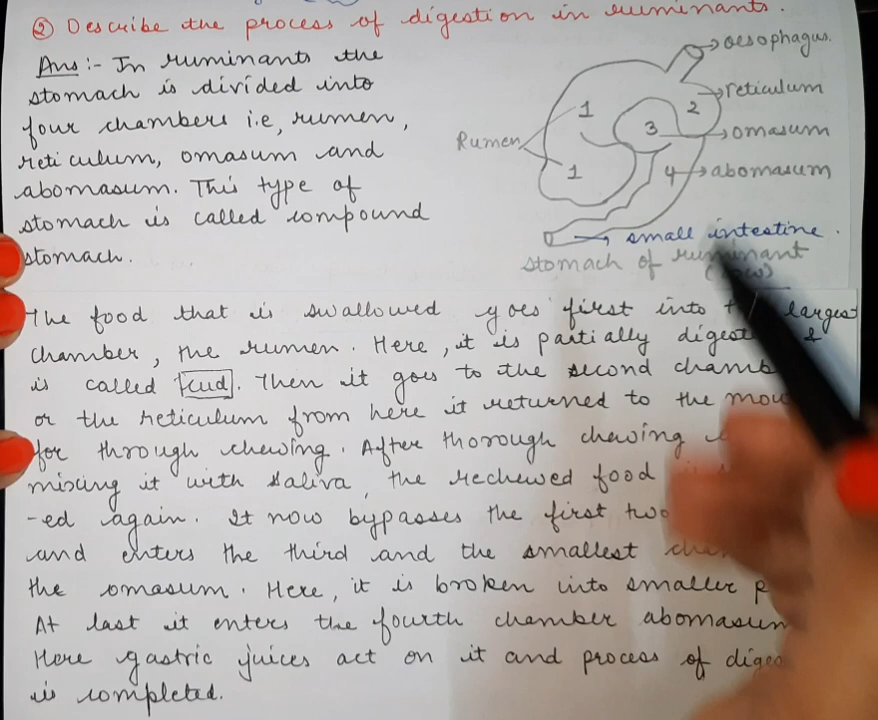 ② Describe the process of digestion in ruminants.
Ans:- In ruminants the
stomach is divided into
four chambers i.e, rumen,
reticulum, omasum and
abomasum. This type of
stomach is called compound
stomach.
oesophagus.
reticulum
omasum
abomasum
Rumen
1
2
3
1
4
small intestine.
stomach of ruminant
The food that is swallowed goes first into largest
chamber, the rumen. Here, it is partially &
is called cud. Then it goes to the second
or the reticulum from here it returned to the
for through chewing. After thorough chewing
mixing it with saliva, the rechewed food
-ed again. It now bypasses the first two
and enters the third and the smallest
the omasum. Here, it is broken into smaller
At last it enters the fourth chamber abomasum
Here gastric juices act on it and process of
is completed.